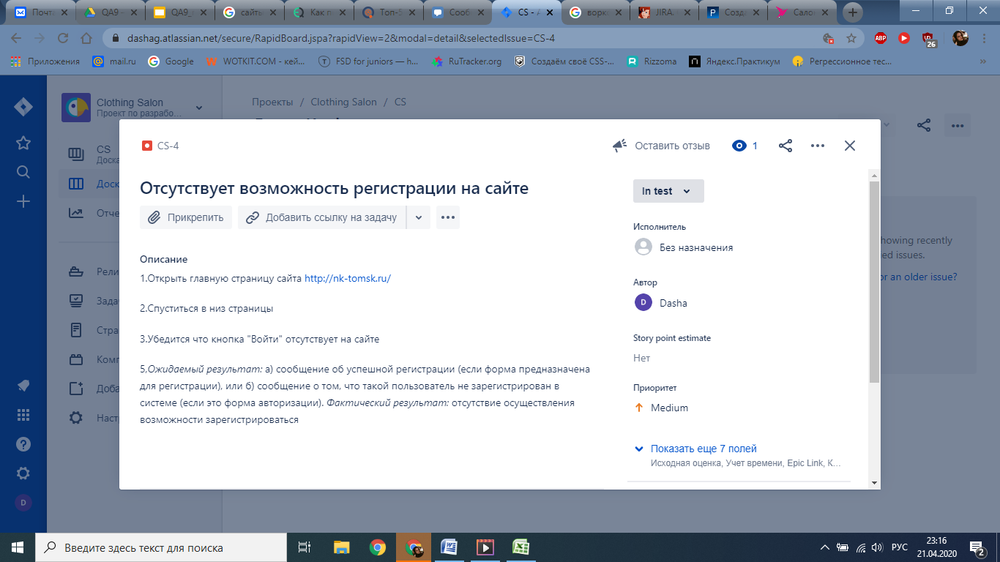 Почт
QA9 -
QA9_
сайть
Как п
Топ-5
Сооб
CS - A
ворк
JIRA.
Созд
Сало
dashag.atlassian.net/secure/RapidBoard.jspa?rapidView=2&modal=detail&selectedIssue=CS-4
ABP
26
Приложения
mail.ru
Google
WOTKIT.COM - кей...
FSD for juniors — h...
RuTracker.org
Создаём своё CSS-...
Rizzoma
Яндекс.Практикум
Регрессионное тес...
»
Clothing Salon
Проект по разрабо...
Проекты / Clothing Salon / CS
CS
Доска
Доск
Отче
Рели
Зада
Стра
Комп
Доба
Наст
D
howing recently
ed issues.
or an older issue?
CS-4
Оставить отзыв
1
Отсутствует возможность регистрации на сайте
Прикрепить
Добавить ссылку на задачу
Описание
1.Открыть главную страницу сайта http://nk-tomsk.ru/
2.Спуститься в низ страницы
3.Убедится что кнопка "Войти" отсутствует на сайте
5,Ожидаемый результат: а) сообщение об успешной регистрации (если форма предназначена
для регистрации), или б) сообщение о том, что такой пользователь не зарегистрирован в
системе (если это форма авторизации). Фактический результат: отсутствие осуществления
возможности зарегистрироваться
In test
Исполнитель
Без назначения
Автор
D
Dasha
Story point estimate
Нет
Приоритет
Medium
Показать еще 7 полей
Исходная оценка, Учет времени, Epic Link, К...
Введите здесь текст для поиска
РУС
23:16
21.04.2020
2